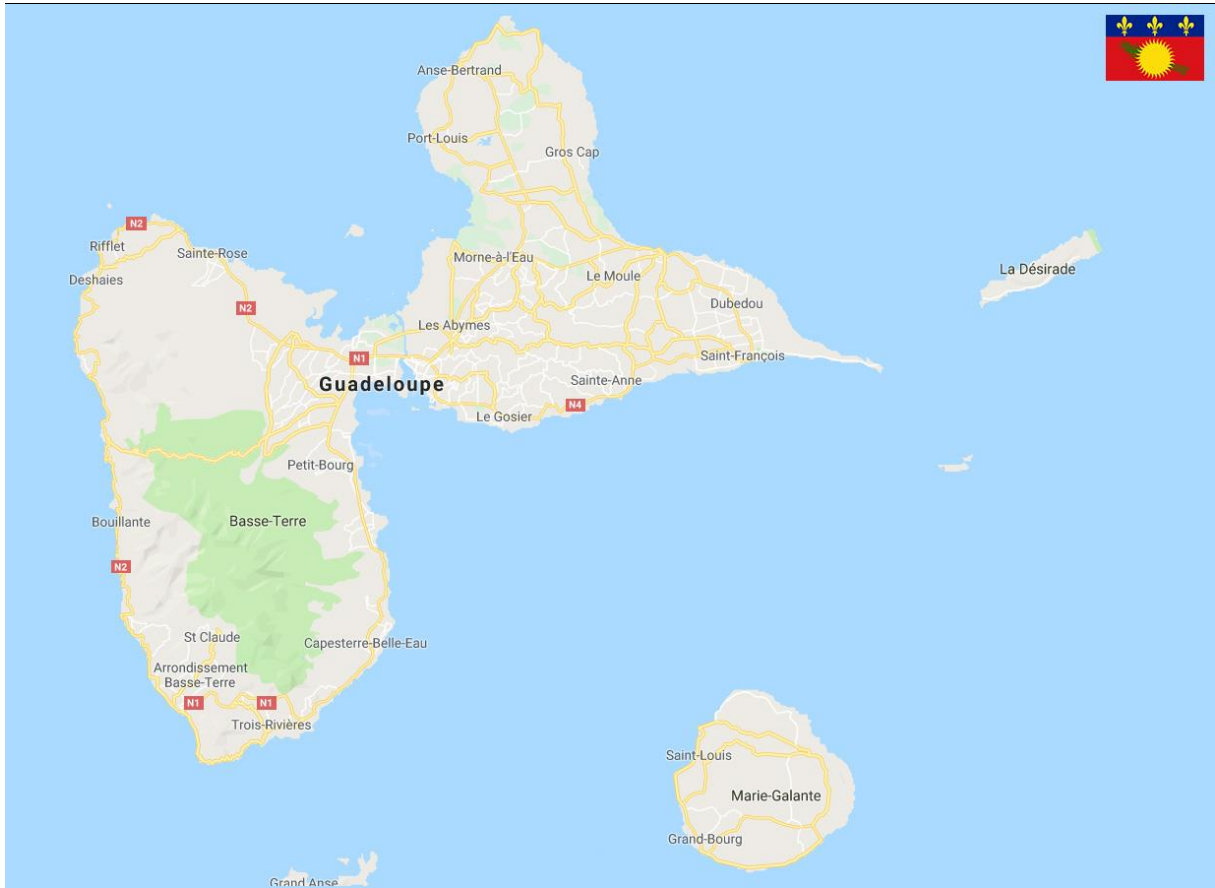 Anse-Bertrand
Port-Louis
Gros Cap
N2
Rifflet
Sainte-Rose
Morne-à-l'Eau
La Désirade
Deshaies
Le Moule
N2
Dubedou
Les Abymes
N1
Saint-François
Guadeloupe
Sainte-Anne
N4
Le Gosier
Petit-Bourg
Bouillante
Basse-Terre
N2
St Claude
Capesterre-Belle-Eau
Arrondissement
Basse-Terre
N1
N1
Trois-Rivières
Saint-Louis
Marie-Galante
Grand-Bourg
Grand Anse